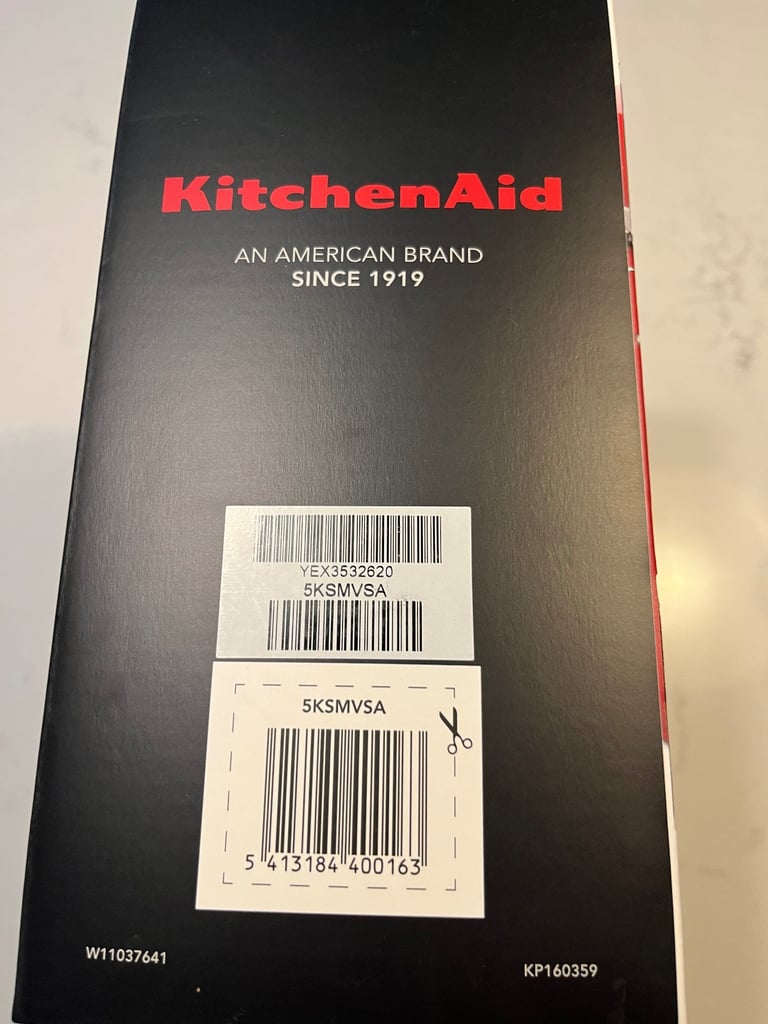 KitchenAid
AN AMERICAN BRAND
SINCE 1919
YEX3532620
5KSMVSA
5KSMVSA
5 413184 400163
W11037641
KP160359